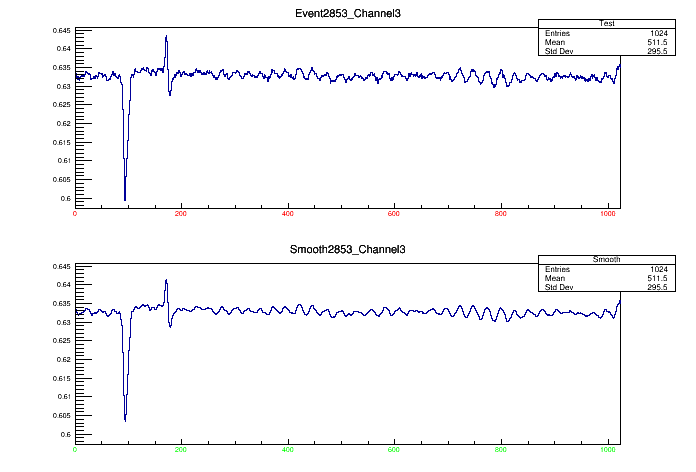 Event2853_Channel3
Test
Entries 1024
Mean 511.5
Std Dev 295.5
0.645
0.64
0.635
0.63
0.625
0.62
0.615
0.61
0.605
0.6
0 200 400 600 800 1000
Smooth2853_Channel3
Smooth
Entries 1024
Mean 511.5
Std Dev 295.5
0.645
0.64
0.635
0.63
0.625
0.62
0.615
0.61
0.605
0.6
0 200 400 600 800 1000